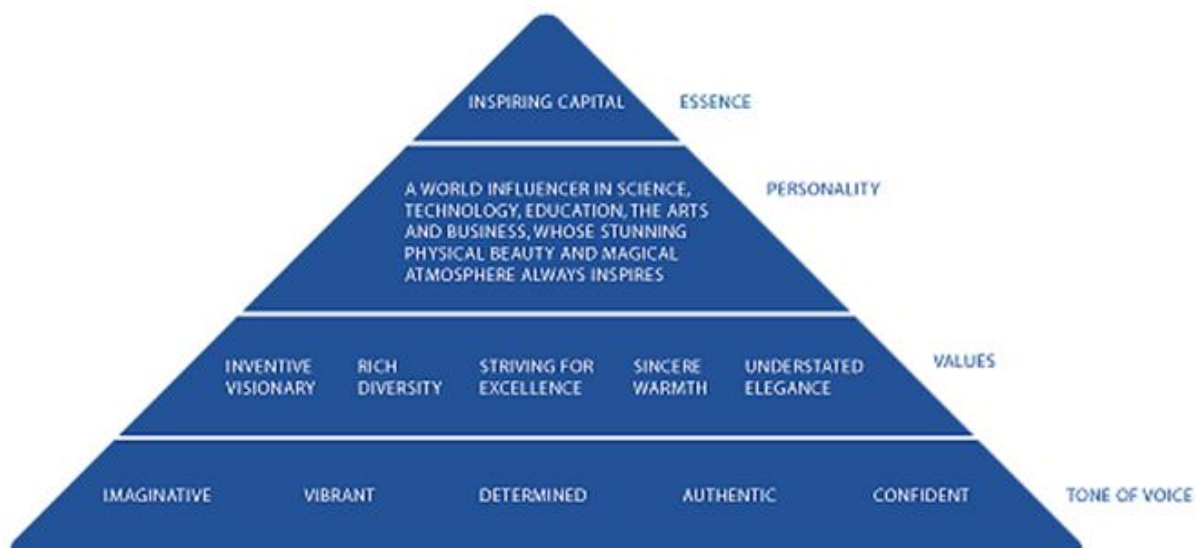 INSPIRING CAPITAL
ESSENCE
A WORLD INFLUENCER IN SCIENCE,
TECHNOLOGY, EDUCATION, THE ARTS
AND BUSINESS, WHOSE STUNNING
PHYSICAL BEAUTY AND MAGICAL
ATMOSPHERE ALWAYS INSPIRES
PERSONALITY
INVENTIVE
VISIONARY
RICH
DIVERSITY
STRIVING FOR
EXCELLENCE
SINCERE
WARMTH
UNDERSTATED
ELEGANCE
VALUES
IMAGINATIVE
VIBRANT
DETERMINED
AUTHENTIC
CONFIDENT
TONE OF VOICE